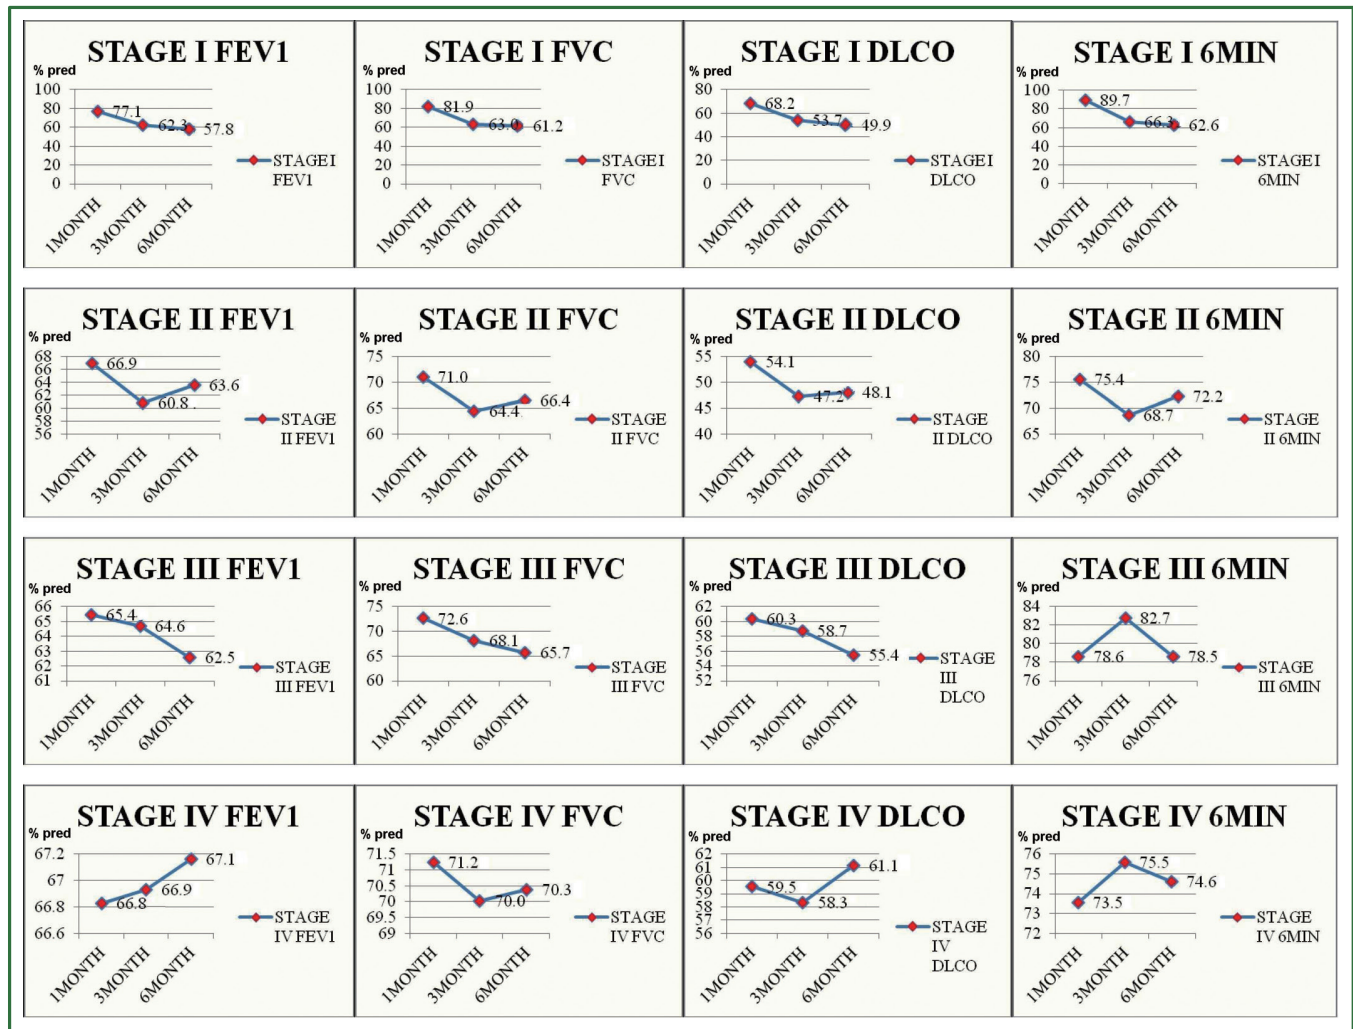 STAGE I FEV1
% pred
100
80
60
40
20
0
77.1
62.3
57.8
1MONTH
3MONTH
6MONTH
STAGE I
FEV1
STAGE I FVC
% pred
100
80
60
40
20
0
81.9
63.0
61.2
1MONTH
3MONTH
6MONTH
STAGE I
FVC
STAGE I DLCO
% pred
80
60
40
20
0
68.2
53.7
49.9
1MONTH
3MONTH
6MONTH
STAGE I
DLCO
STAGE I 6MIN
% pred
100
80
60
40
20
0
89.7
66.3
62.6
1MONTH
3MONTH
6MONTH
STAGE I
6MIN
STAGE II FEV1
% pred
68
66
64
62
60
58
56
66.9
60.8
63.6
1MONTH
3MONTH
6MONTH
STAGE
II FEV1
STAGE II FVC
% pred
75
70
65
60
71.0
64.4
66.4
1MONTH
3MONTH
6MONTH
STAGE
II FVC
STAGE II DLCO
% pred
55
50
45
40
54.1
47.2
48.1
1MONTH
3MONTH
6MONTH
STAGE
II DLCO
STAGE II 6MIN
% pred
80
75
70
65
75.4
68.7
72.2
1MONTH
3MONTH
6MONTH
STAGE
II 6MIN
STAGE III FEV1
% pred
66
65
64
63
62
61
65.4
64.6
62.5
1MONTH
3MONTH
6MONTH
STAGE
III FEV1
STAGE III FVC
% pred
75
70
65
60
72.6
68.1
65.7
1MONTH
3MONTH
6MONTH
STAGE
III FVC
STAGE III DLCO
% pred
62
60
58
56
54
52
60.3
58.7
55.4
1MONTH
3MONTH
6MONTH
STAGE
III
DLCO
STAGE III 6MIN
% pred
84
82
80
78
76
78.6
82.7
78.5
1MONTH
3MONTH
6MONTH
STAGE
III 6MIN
STAGE IV FEV1
% pred
67.2
67
66.8
66.6
66.8
66.9
67.1
1MONTH
3MONTH
6MONTH
STAGE
IV FEV1
STAGE IV FVC
% pred
71.5
71
70.5
70
69.5
69
71.2
70.0
70.3
1MONTH
3MONTH
6MONTH
STAGE
IV FVC
STAGE IV DLCO
% pred
62
61
60
59
58
57
56
59.5
58.3
61.1
1MONTH
3MONTH
6MONTH
STAGE
IV
DLCO
STAGE IV 6MIN
% pred
76
75
74
73
72
73.5
75.5
74.6
1MONTH
3MONTH
6MONTH
STAGE
IV 6MIN